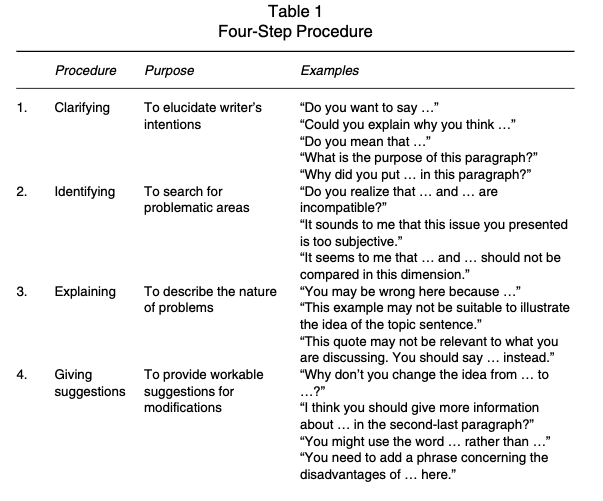 Table 1
Four-Step Procedure
Procedure Purpose Examples
1. Clarifying To elucidate writer's “Do you want to say …”
intentions “Could you explain why you think …”
“Do you mean that …”
“What is the purpose of this paragraph?”
“Why did you put … in this paragraph?”
2. Identifying To search for “Do you realize that … and … are
problematic areas incompatible?”
“It sounds to me that this issue you presented
is too subjective.”
“It seems to me that … and … should not be
compared in this dimension.”
3. Explaining To describe the nature “You may be wrong here because …”
of problems “This example may not be suitable to illustrate
the idea of the topic sentence.”
“This quote may not be relevant to what you
are discussing. You should say … instead.”
4. Giving To provide workable “Why don't you change the idea from … to
suggestions suggestions for …?”
modifications “I think you should give more information
about … in the second-last paragraph?”
“You might use the word … rather than …”
“You need to add a phrase concerning the
disadvantages of … here.”